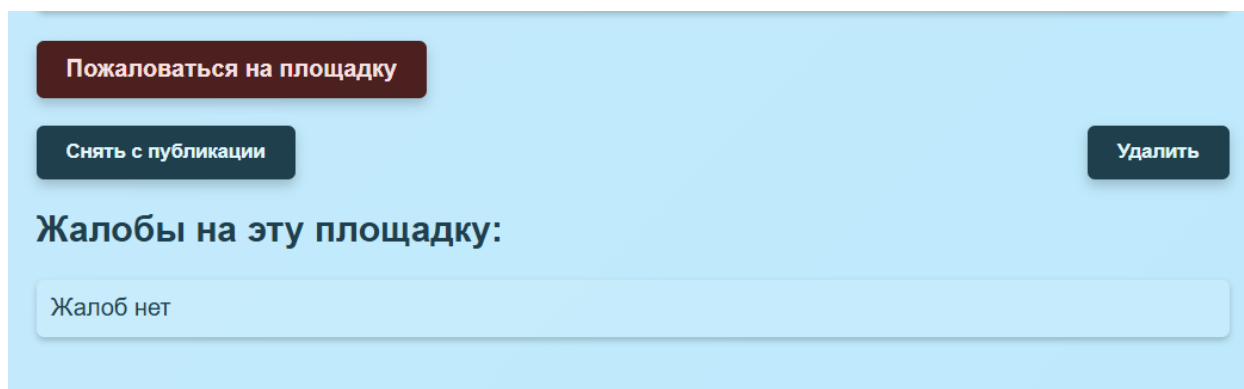 Пожаловаться на площадку
Снять с публикации
Удалить
Жалобы на эту площадку:
Жалоб нет